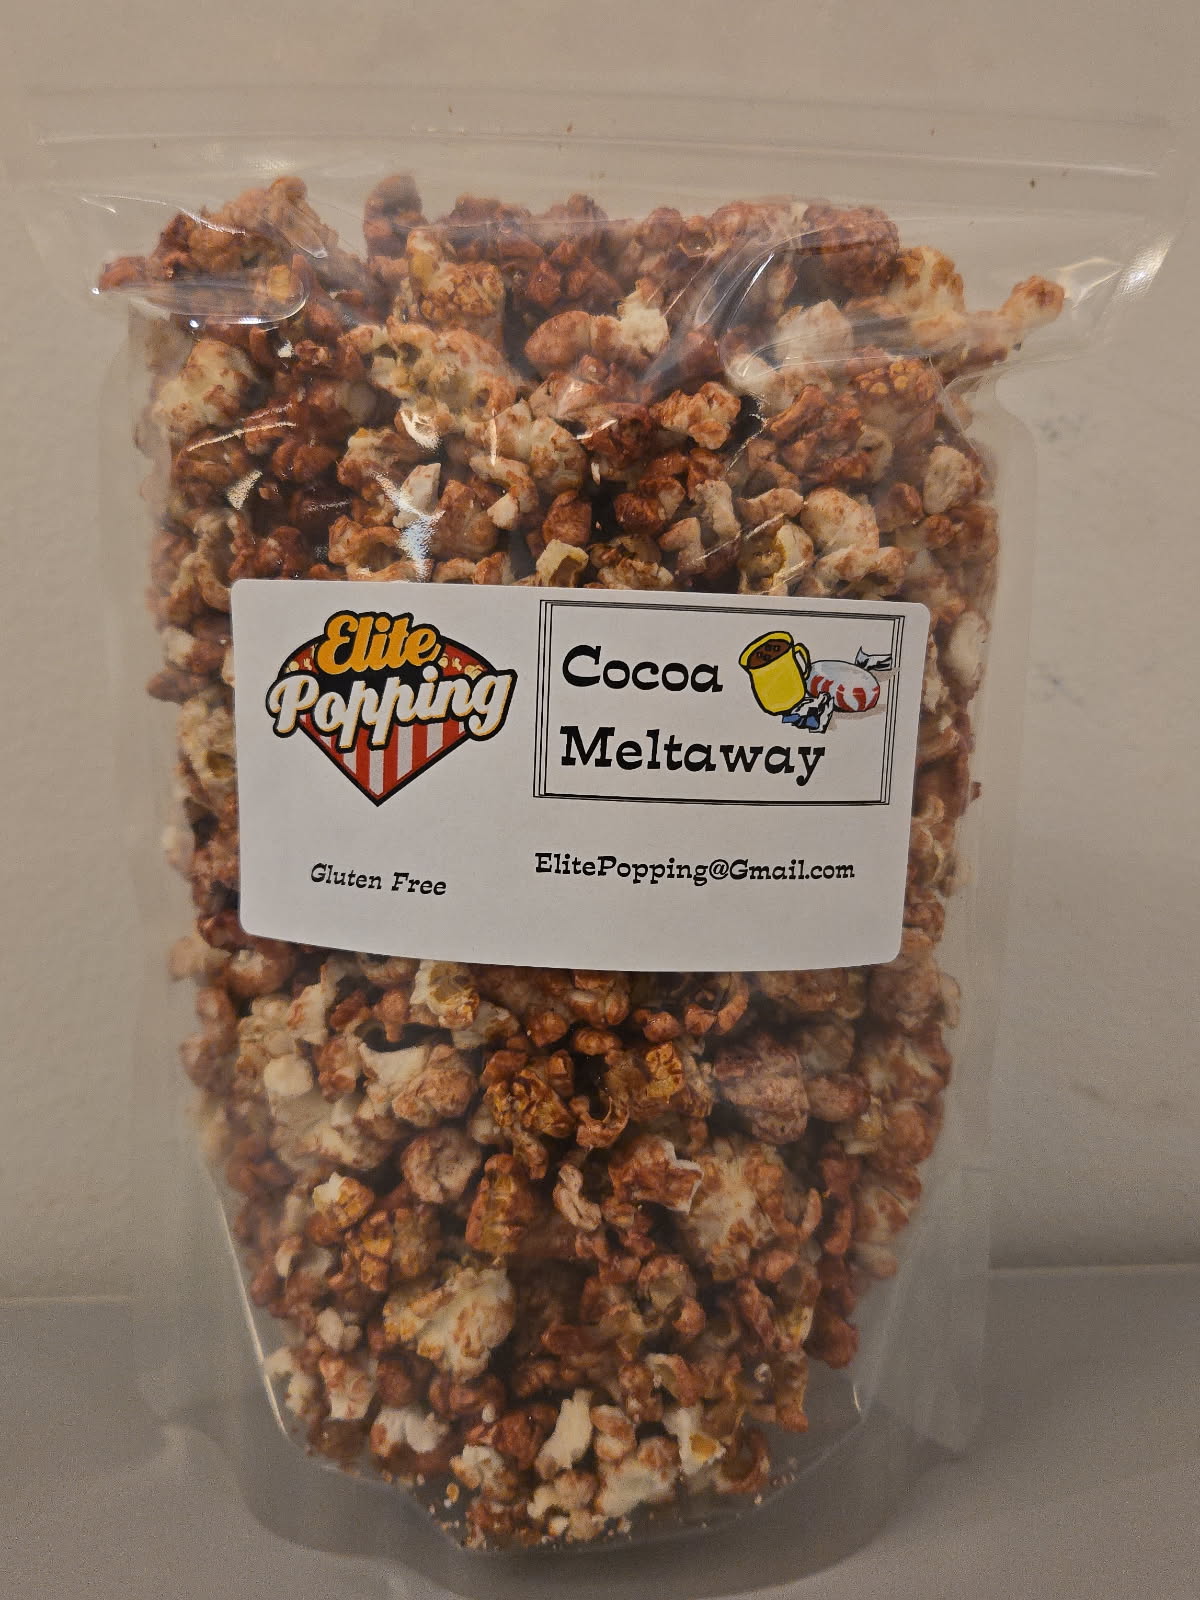 Elite
Popping
Cocoa
Meltaway
Gluten Free
ElitePopping@Gmail.com